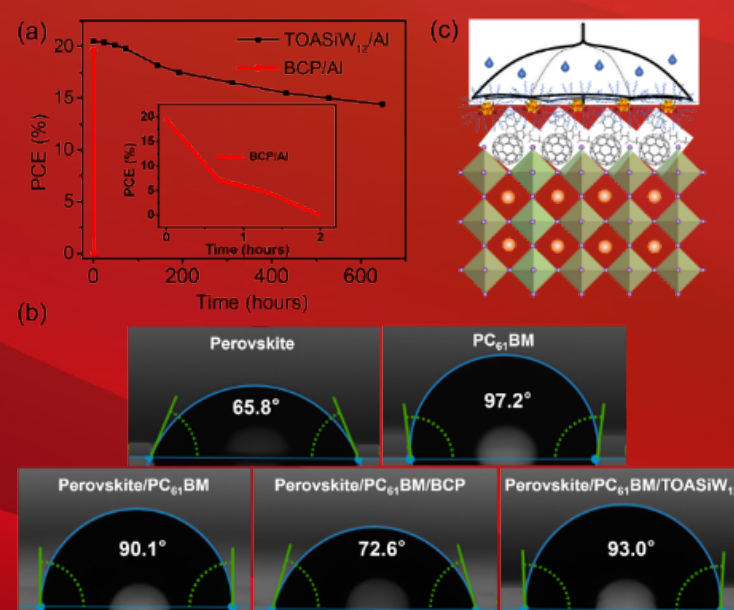 (a)
TOASiW₁₂/Al
BCP/Al
PCE (%)
20
15
10
5
0
PCE (%)
20
15
10
5
0
BCP/Al
0
1
2
Time (hours)
0
200
400
600
Time (hours)
(c)
(b)
Perovskite
65.8°
PC₆₁BM
97.2°
Perovskite/PC₆₁BM
90.1°
Perovskite/PC₆₁BM/BCP
72.6°
Perovskite/PC₆₁BM/TOASiW₁
93.0°